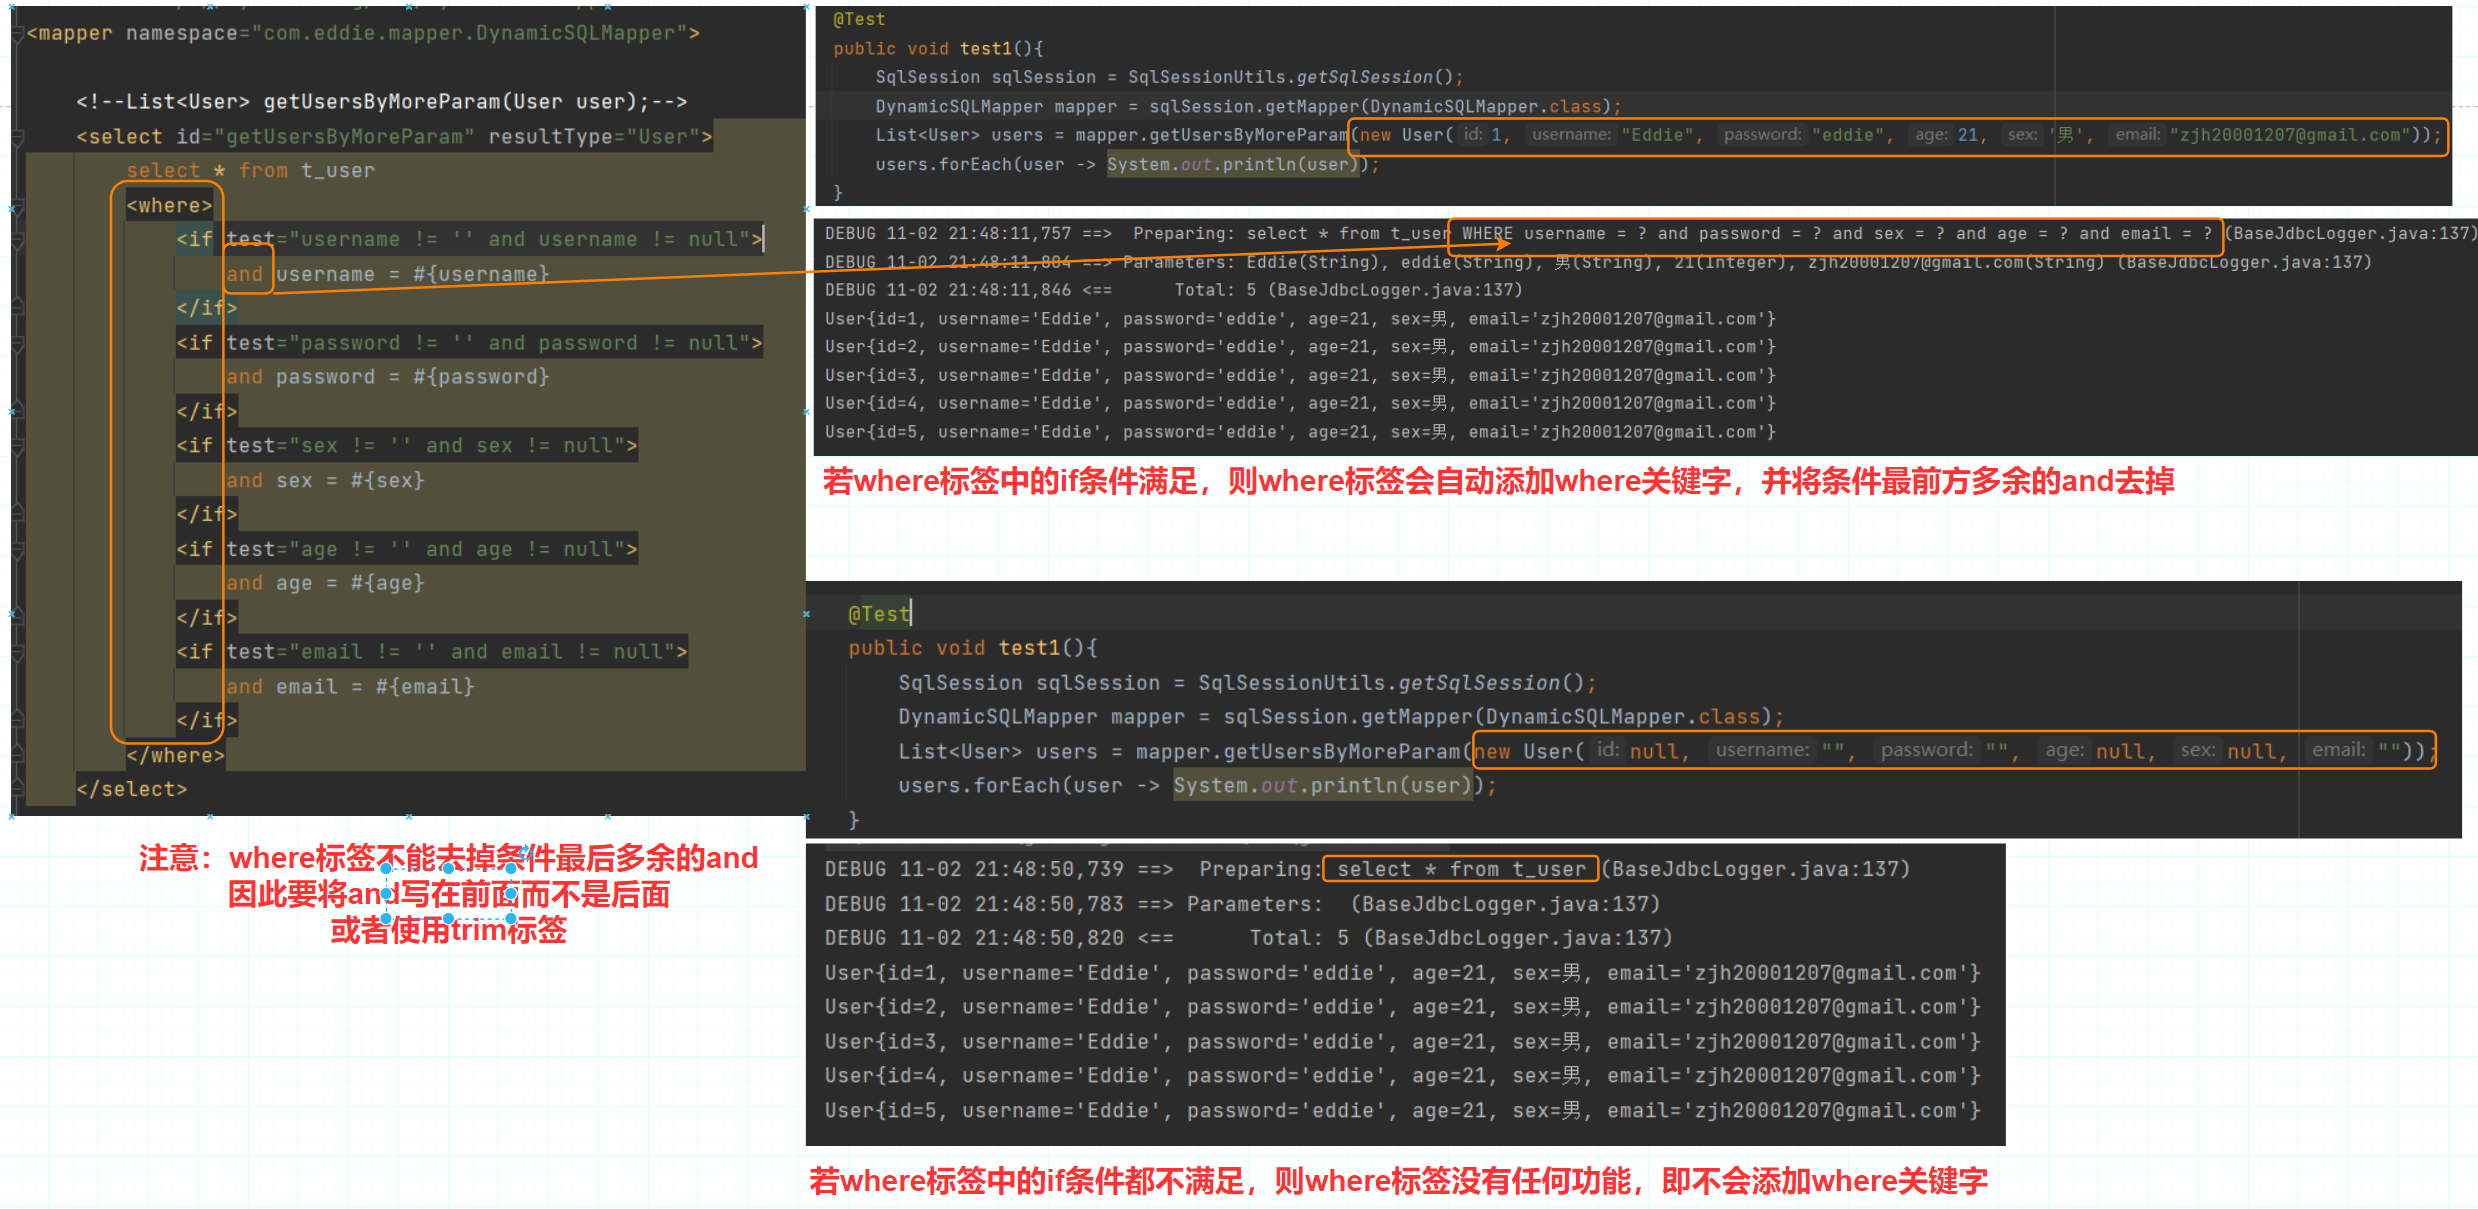 <mapper namespace="com.eddie.mapper.DynamicSQLMapper">
<!--List<User> getUsersByMoreParam(User user);-->
<select id="getUsersByMoreParam" resultType="User">
select * from t_user
<where>
<if test="username != '' and username != null">
and username = #{username}
</if>
<if test="password != '' and password != null">
and password = #{password}
</if>
<if test="sex != '' and sex != null">
and sex = #{sex}
</if>
<if test="age != '' and age != null">
and age = #{age}
</if>
<if test="email != '' and email != null">
and email = #{email}
</if>
</where>
</select>
注意：where标签不能去掉条件最后多余的and
因此要将and写在前面而不是后面
或者使用trim标签
@Test
public void test1(){
SqlSession sqlSession = SqlSessionUtils.getSqlSession();
DynamicSQLMapper mapper = sqlSession.getMapper(DynamicSQLMapper.class);
List<User> users = mapper.getUsersByMoreParam(new User( id: 1, username: "Eddie", password: "eddie", age: 21, sex: '男', email: "zjh20001207@gmail.com"));
users.forEach(user -> System.out.println(user));
}
DEBUG 11-02 21:48:11,757 ==>  Preparing: select * from t_user WHERE username = ? and password = ? and sex = ? and age = ? and email = ? (BaseJdbcLogger.java:137)
DEBUG 11-02 21:48:11,804 ==> Parameters: Eddie(String), eddie(String), 男(String), 21(Integer), zjh20001207@gmail.com(String) (BaseJdbcLogger.java:137)
DEBUG 11-02 21:48:11,846 <==      Total: 5 (BaseJdbcLogger.java:137)
User{id=1, username='Eddie', password='eddie', age=21, sex=男, email='zjh20001207@gmail.com'}
User{id=2, username='Eddie', password='eddie', age=21, sex=男, email='zjh20001207@gmail.com'}
User{id=3, username='Eddie', password='eddie', age=21, sex=男, email='zjh20001207@gmail.com'}
User{id=4, username='Eddie', password='eddie', age=21, sex=男, email='zjh20001207@gmail.com'}
User{id=5, username='Eddie', password='eddie', age=21, sex=男, email='zjh20001207@gmail.com'}
若where标签中的if条件满足，则where标签会自动添加where关键字，并将条件最前方多余的and去掉
@Test
public void test1(){
SqlSession sqlSession = SqlSessionUtils.getSqlSession();
DynamicSQLMapper mapper = sqlSession.getMapper(DynamicSQLMapper.class);
List<User> users = mapper.getUsersByMoreParam(new User( id: null, username: "", password: "", age: null, sex: null, email: ""));
users.forEach(user -> System.out.println(user));
}
DEBUG 11-02 21:48:50,739 ==>  Preparing: select * from t_user (BaseJdbcLogger.java:137)
DEBUG 11-02 21:48:50,783 ==> Parameters:  (BaseJdbcLogger.java:137)
DEBUG 11-02 21:48:50,820 <==      Total: 5 (BaseJdbcLogger.java:137)
User{id=1, username='Eddie', password='eddie', age=21, sex=男, email='zjh20001207@gmail.com'}
User{id=2, username='Eddie', password='eddie', age=21, sex=男, email='zjh20001207@gmail.com'}
User{id=3, username='Eddie', password='eddie', age=21, sex=男, email='zjh20001207@gmail.com'}
User{id=4, username='Eddie', password='eddie', age=21, sex=男, email='zjh20001207@gmail.com'}
User{id=5, username='Eddie', password='eddie', age=21, sex=男, email='zjh20001207@gmail.com'}
若where标签中的if条件都不满足，则where标签没有任何功能，即不会添加where关键字